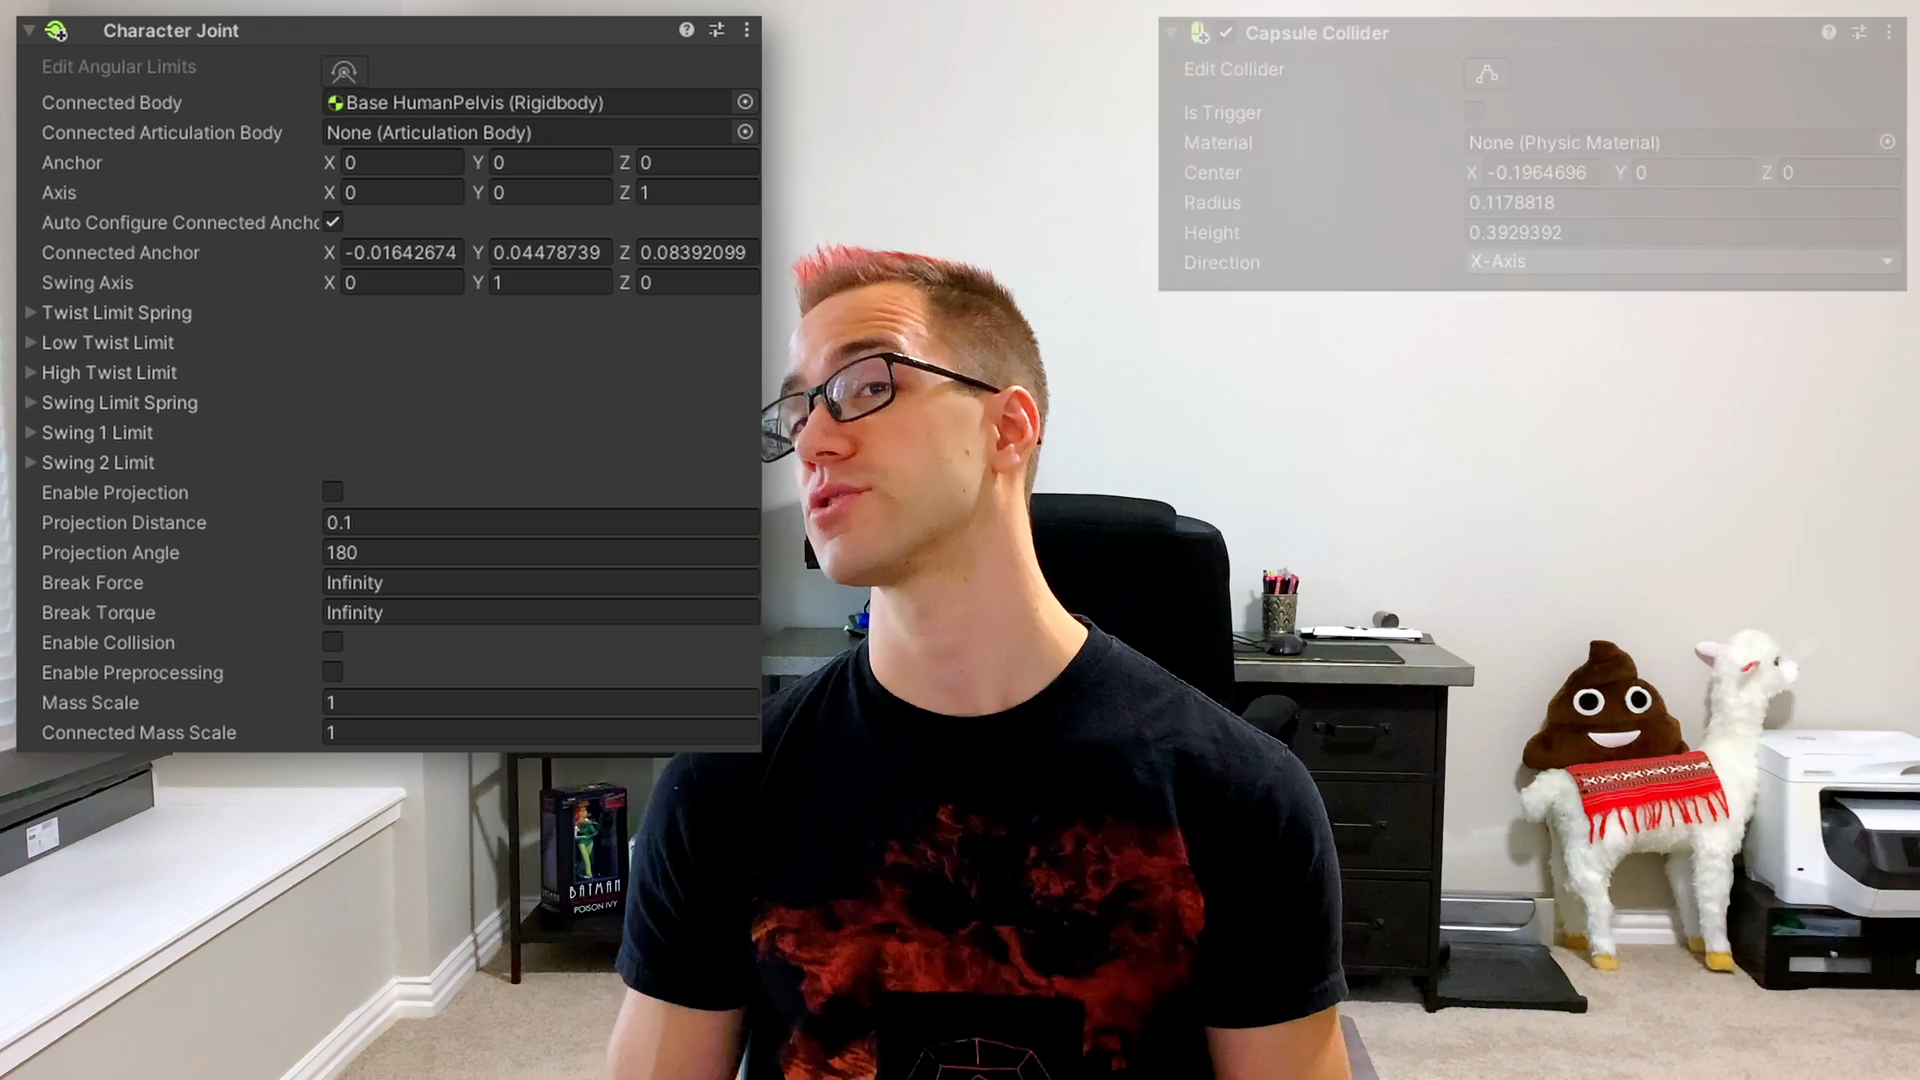 Character Joint
Edit Angular Limits
Connected Body Base HumanPelvis (Rigidbody)
Connected Articulation Body None (Articulation Body)
Anchor X 0 Y 0 Z 0
Axis X 0 Y 0 Z 1
Auto Configure Connected Ancho
Connected Anchor X -0.01642674 Y 0.04478739 Z 0.08392099
Swing Axis X 0 Y 1 Z 0
Twist Limit Spring
Low Twist Limit
High Twist Limit
Swing Limit Spring
Swing 1 Limit
Swing 2 Limit
Enable Projection
Projection Distance 0.1
Projection Angle 180
Break Force Infinity
Break Torque Infinity
Enable Collision
Enable Preprocessing
Mass Scale 1
Connected Mass Scale 1
Capsule Collider
Edit Collider
Is Trigger
Material None (Physic Material)
Center X -0.1964696 Y 0 Z 0
Radius 0.1178818
Height 0.3929392
Direction X-Axis
BATMAN
POISON IVY